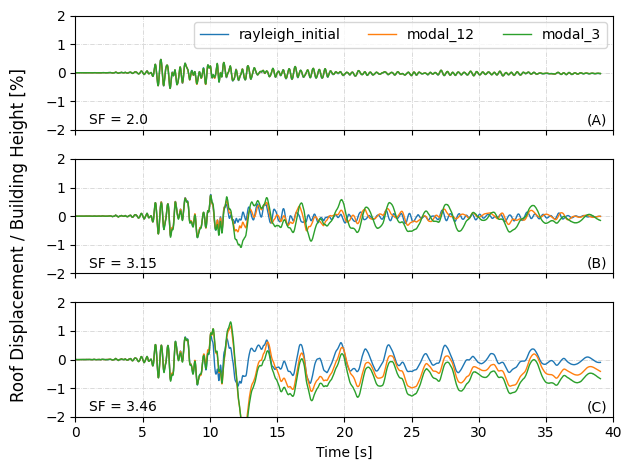 rayleigh_initial modal_12 modal_3
2
1
0
−1
−2
SF = 2.0
(A)
2
1
0
−1
−2
SF = 3.15
(B)
2
1
0
−1
−2
SF = 3.46
(C)
0 5 10 15 20 25 30 35 40
Time [s]
Roof Displacement / Building Height [%]